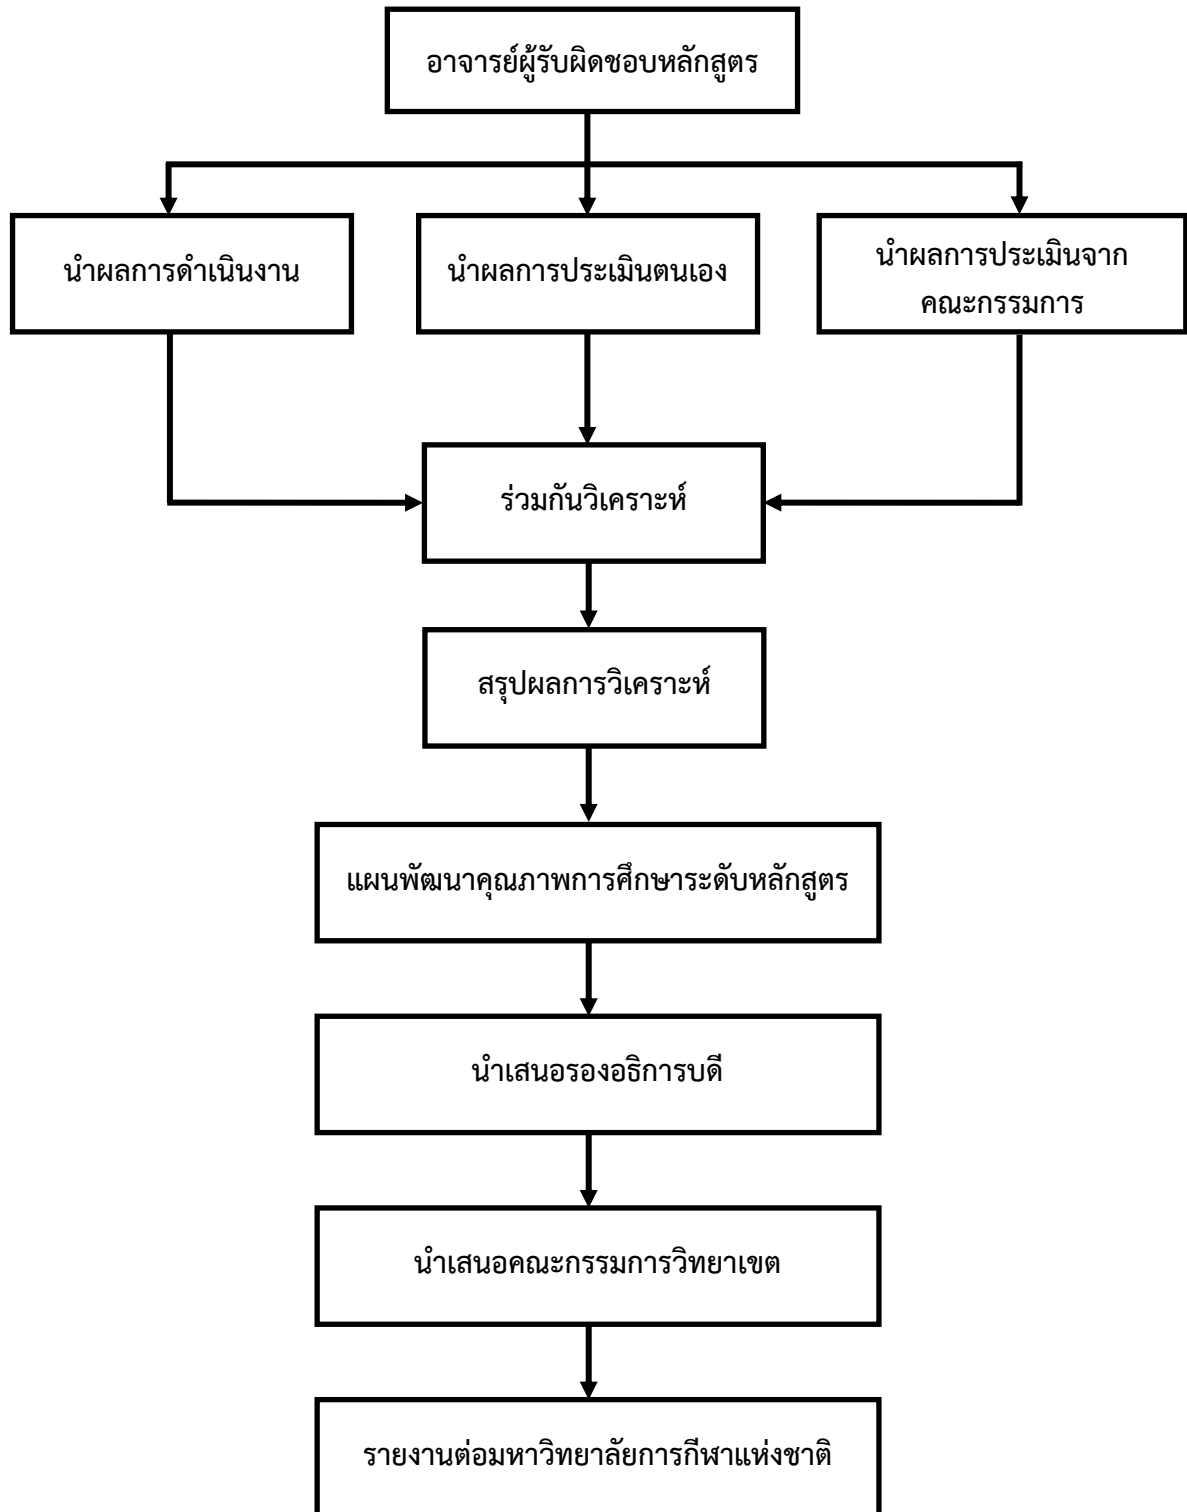 อาจารย์ผู้รับผิดชอบหลักสูตร
นำผลการดำเนินงาน
นำผลการประเมินตนเอง
นำผลการประเมินจาก
คณะกรรมการ
ร่วมกันวิเคราะห์
สรุปผลการวิเคราะห์
แผนพัฒนาคุณภาพการศึกษาระดับหลักสูตร
นำเสนอรองอธิการบดี
นำเสนอคณะกรรมการวิทยาเขต
รายงานต่อมหาวิทยาลัยการกีฬาแห่งชาติ